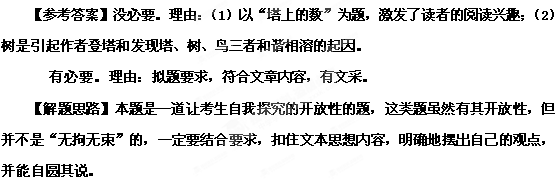 【参考答案】没必要。理由：（1）以“塔上的数”为题，激发了读者的阅读兴趣；（2）
树是引起作者登塔和发现塔、树、鸟三者和谐相溶的起因。
有必要。理由：拟题要求，符合文章内容，有文采。
【解题思路】本题是一道让考生自我探究的开放性的题，这类题虽然有其开放性，但
并不是“无拘无束”的，一定要结合要求，扣住文本思想内容，明确地摆出自己的观点，
并能自圆其说。